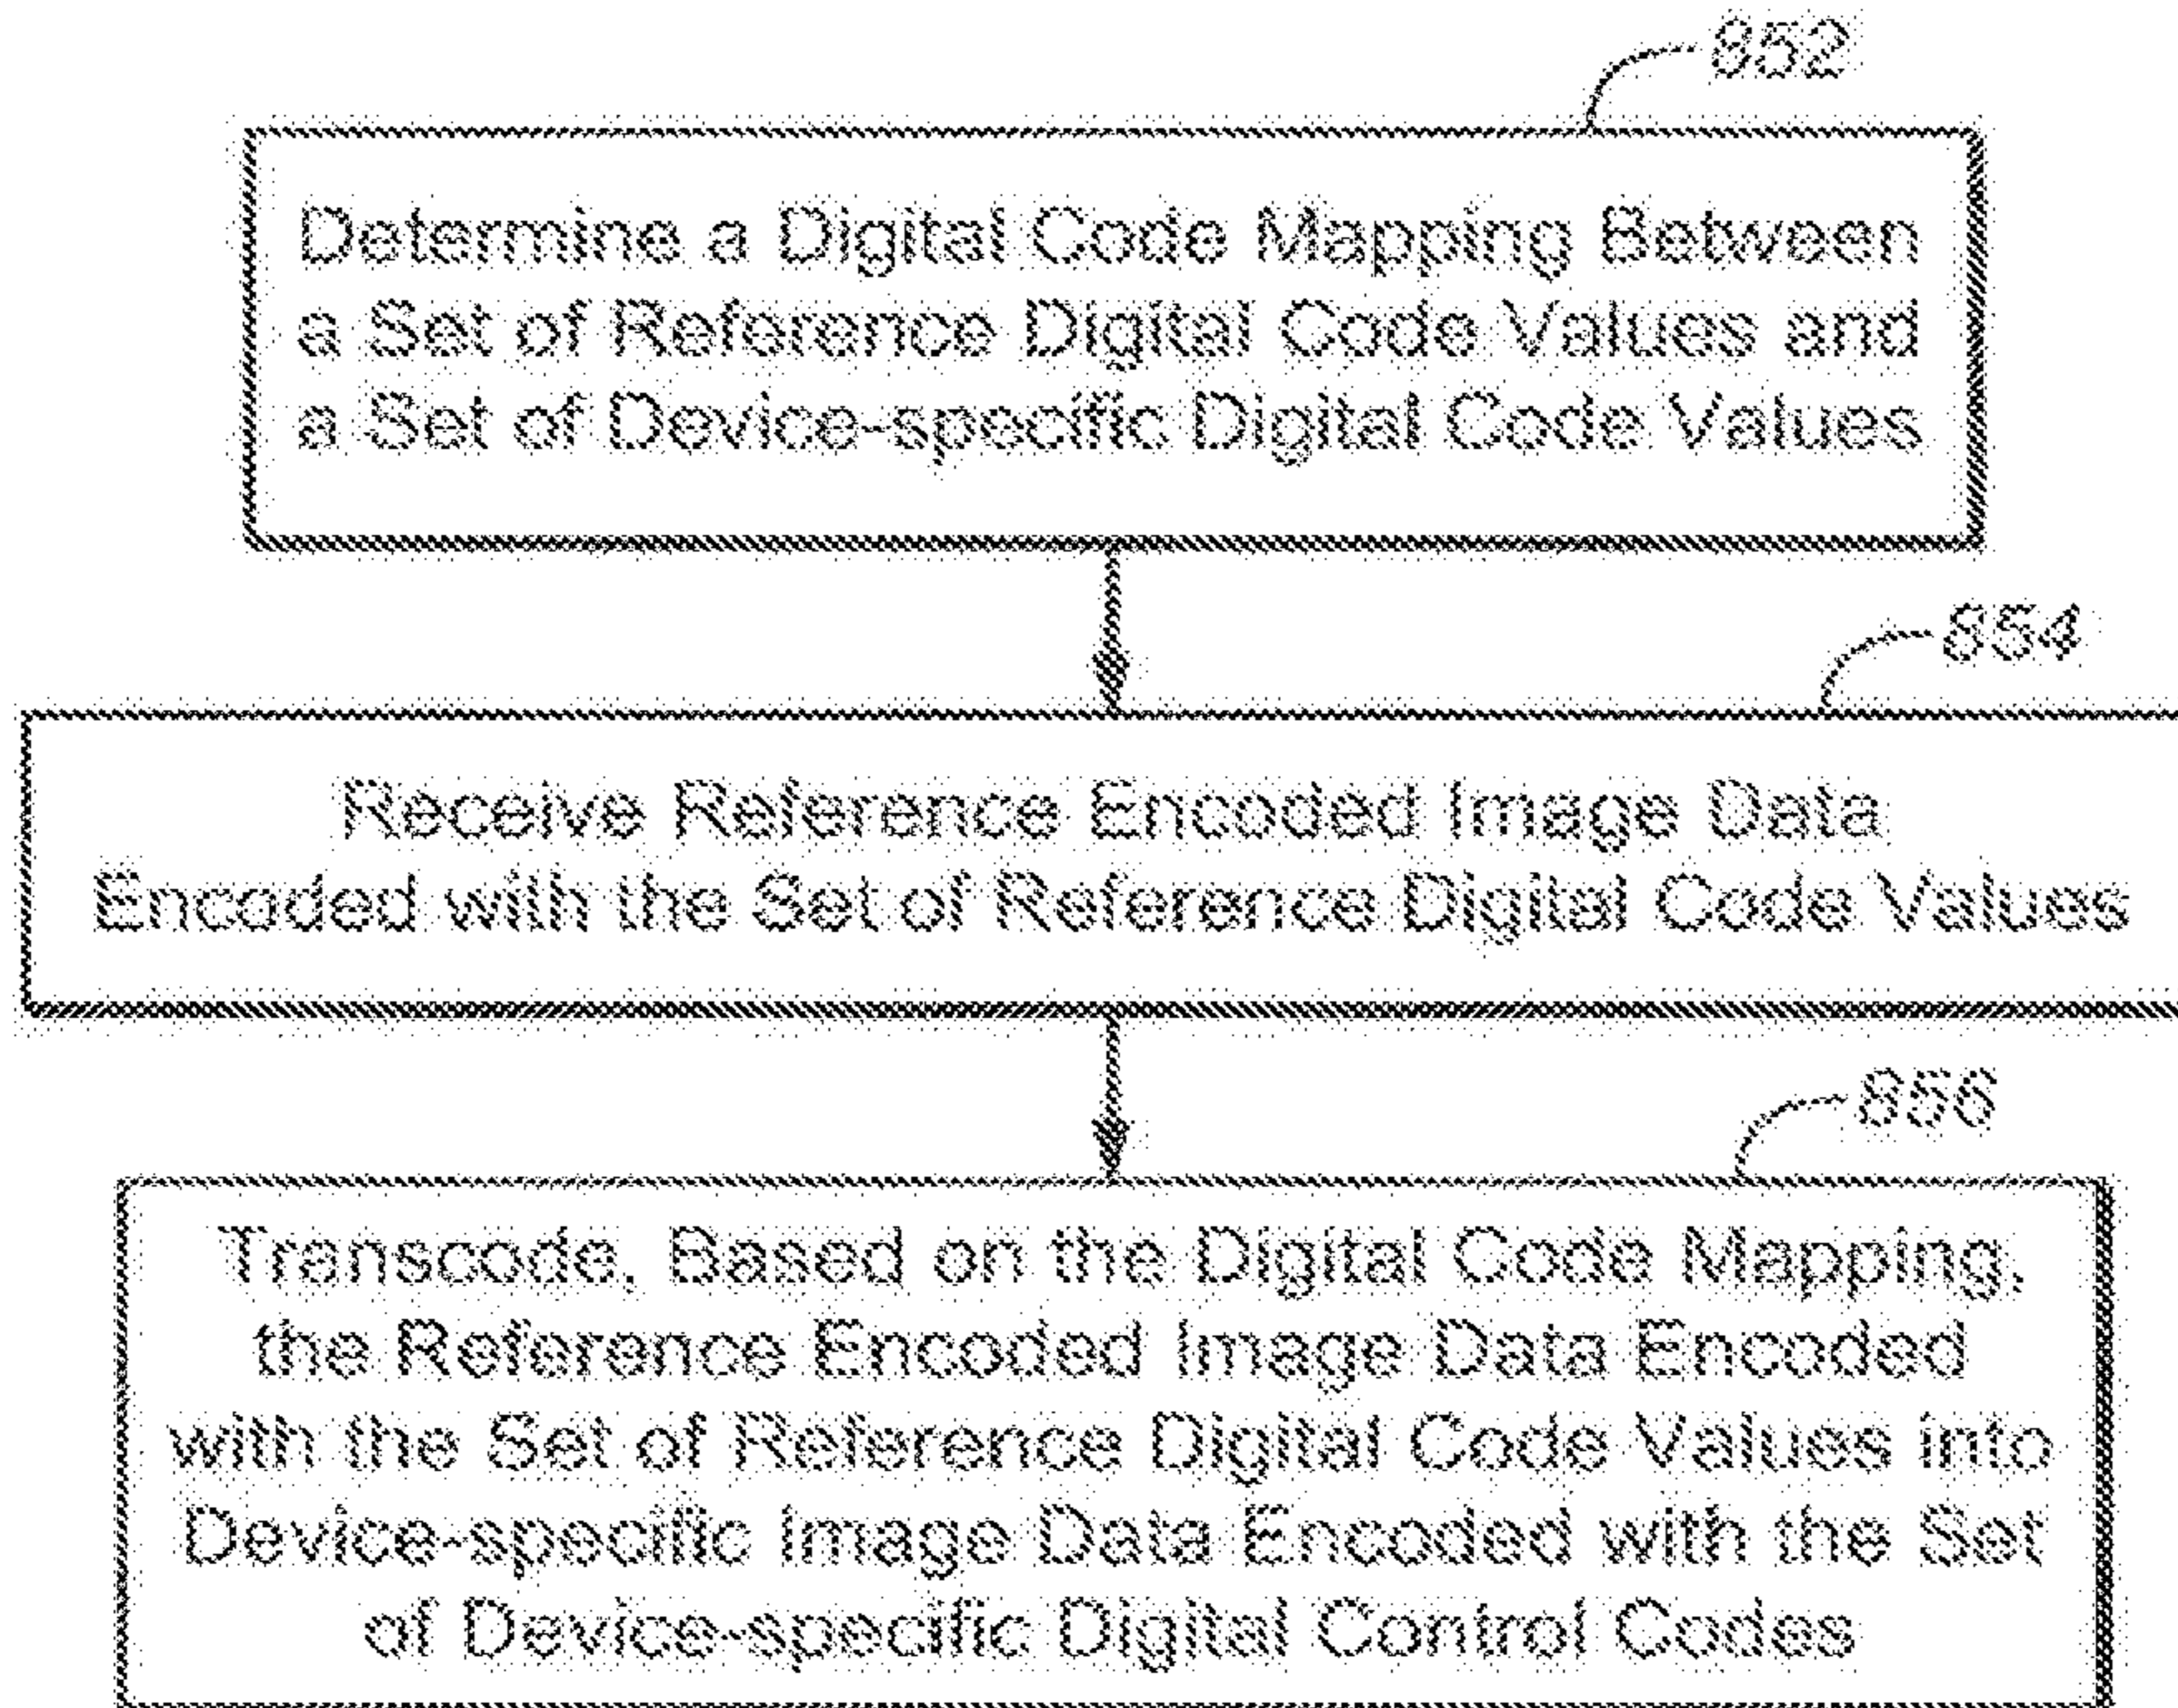 852
Determine a Digital Code Mapping Between
a Set of Reference Digital Code Values and
a Set of Device-specific Digital Code Values
854
Receive Reference Encoded Image Data
Encoded with the Set of Reference Digital Code Values
856
Transcode, Based on the Digital Code Mapping,
the Reference Encoded Image Data Encoded
with the Set of Reference Digital Code Values into
Device-specific Image Data Encoded with the Set
of Device-specific Digital Control Codes